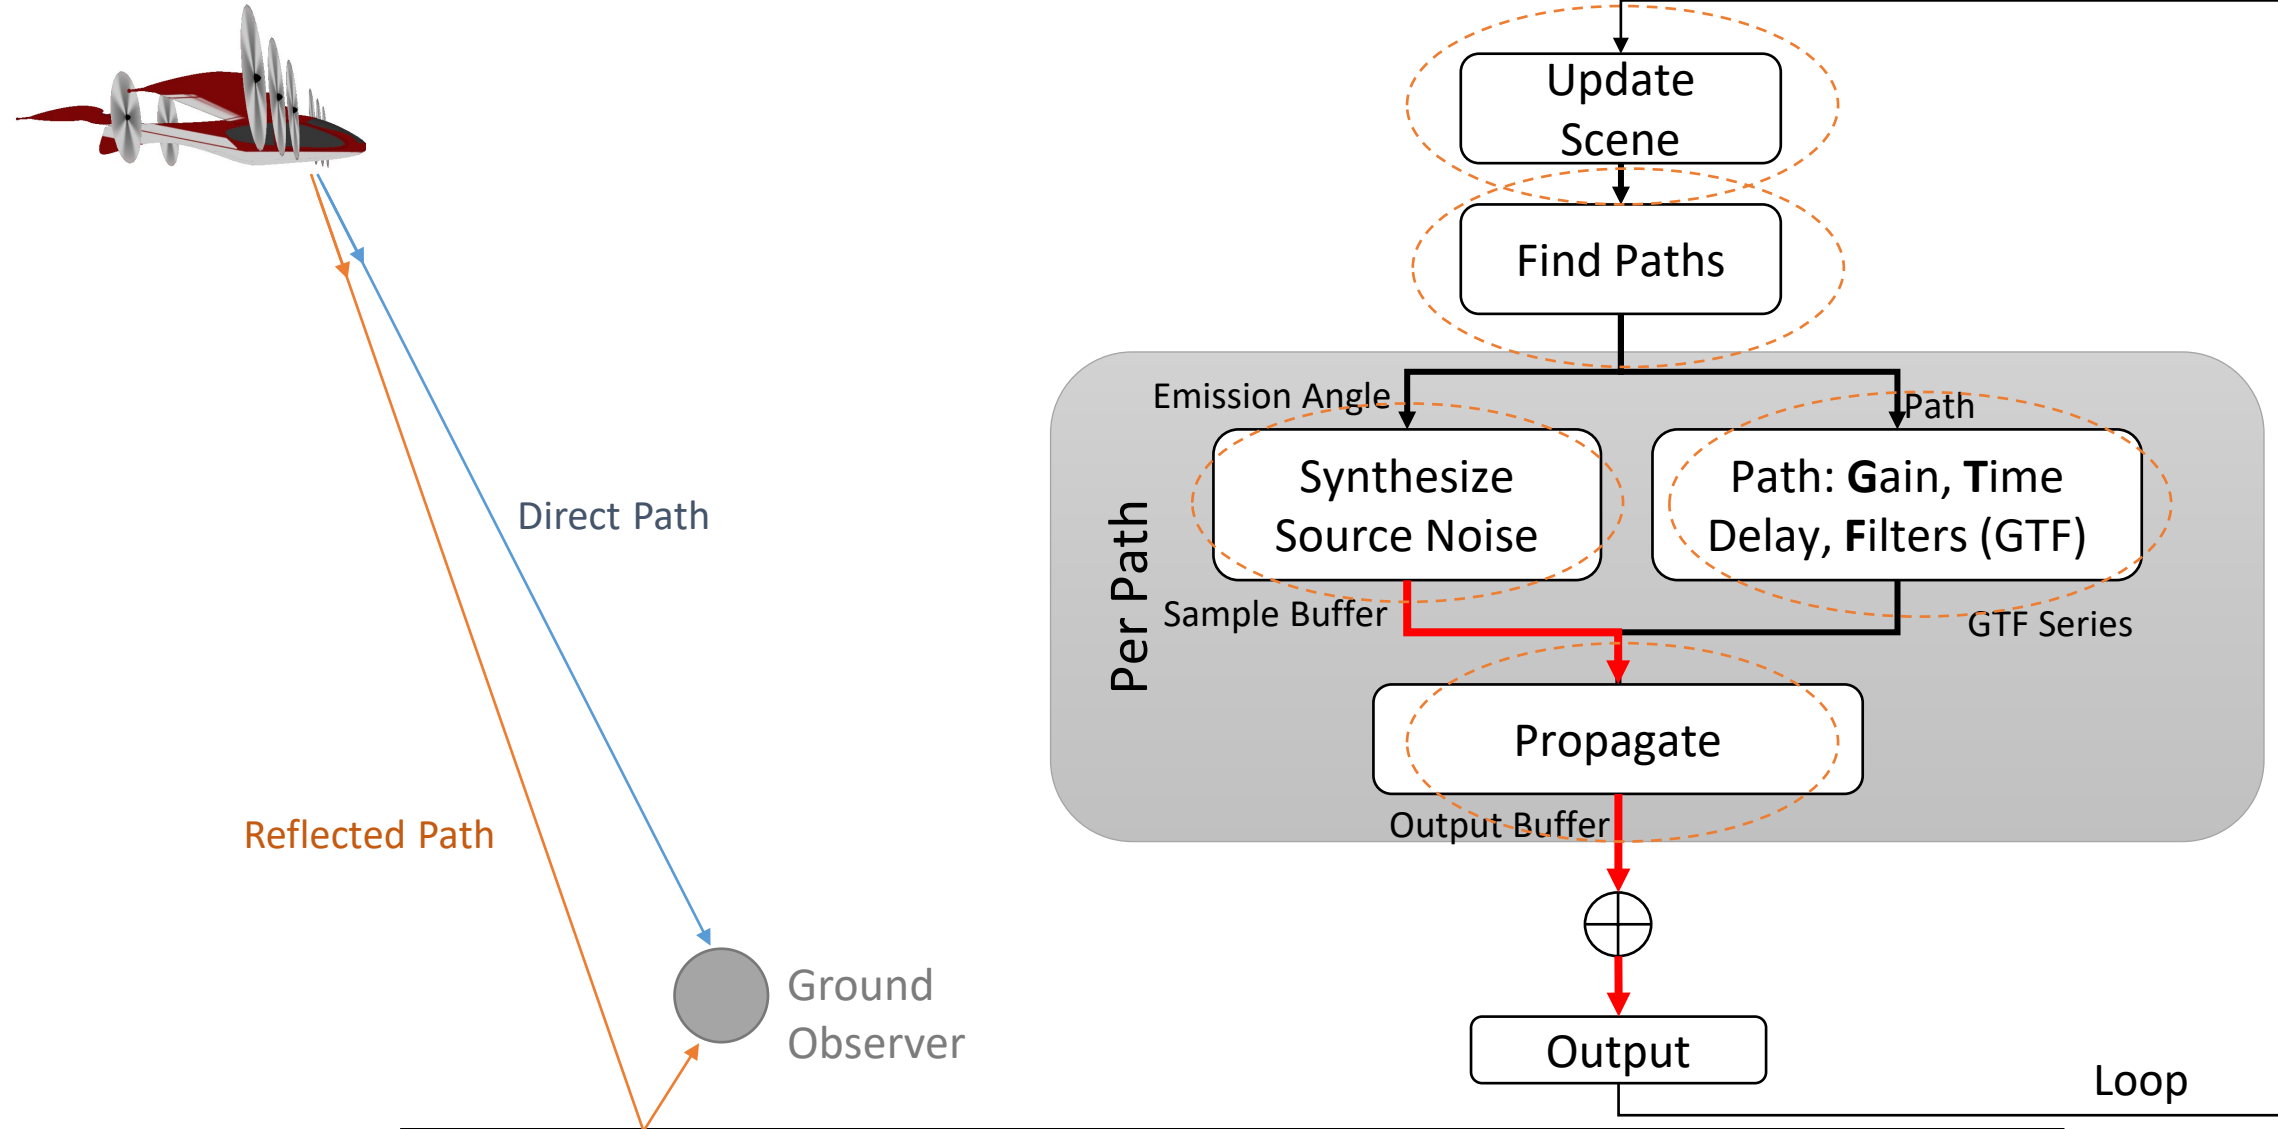 Direct Path
Reflected Path
Ground
Observer
Update
Scene
Find Paths
Emission Angle
Path
Per Path
Synthesize
Source Noise
Path: Gain, Time
Delay, Filters (GTF)
Sample Buffer
GTF Series
Propagate
Output Buffer
Output
Loop